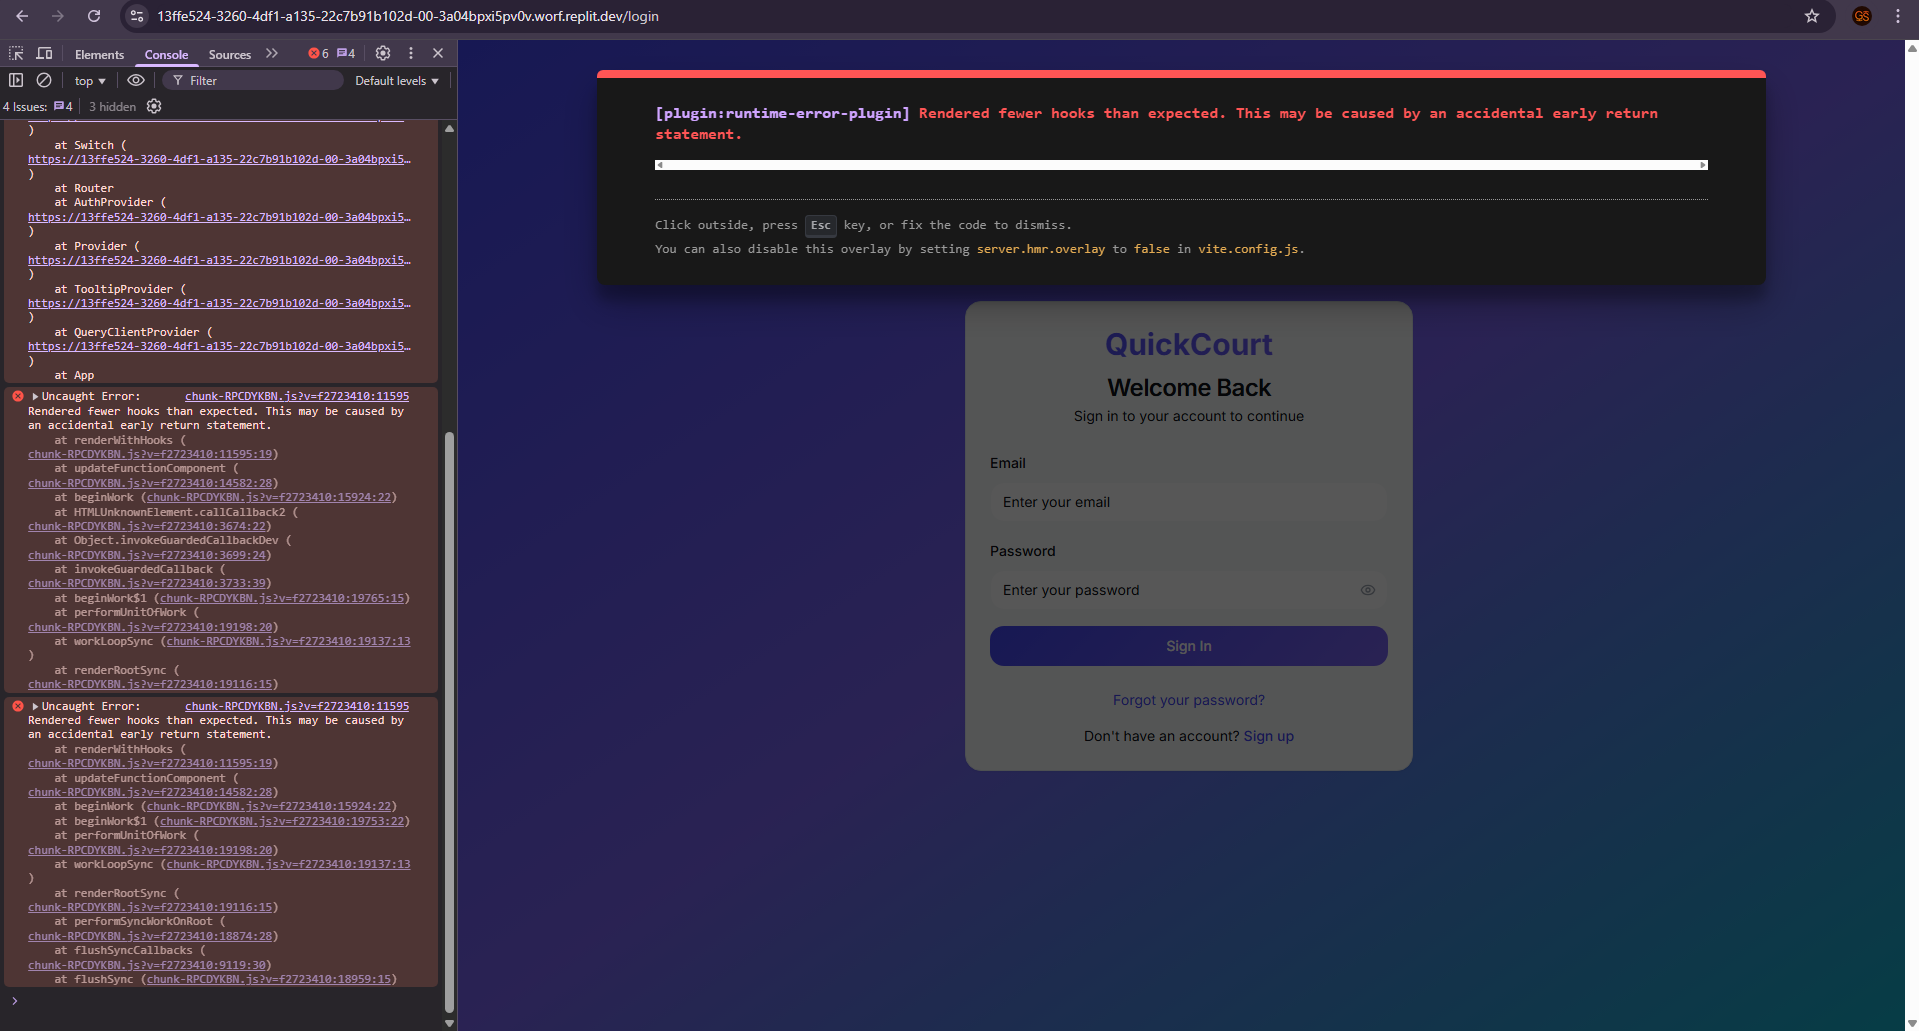 13ffe524-3260-4df1-a135-22c7b91b102d-00-3a04bpxi5pv0v.worf.replit.dev/login
Elements Console Sources 6 4
top Filter Default levels
4 Issues: 4 3 hidden
)
at Switch (
https://13ffe524-3260-4df1-a135-22c7b91b102d-00-3a04bpxi5…
)
at Router
at AuthProvider (
https://13ffe524-3260-4df1-a135-22c7b91b102d-00-3a04bpxi5…
)
at Provider (
https://13ffe524-3260-4df1-a135-22c7b91b102d-00-3a04bpxi5…
)
at TooltipProvider (
https://13ffe524-3260-4df1-a135-22c7b91b102d-00-3a04bpxi5…
)
at QueryClientProvider (
https://13ffe524-3260-4df1-a135-22c7b91b102d-00-3a04bpxi5…
)
at App
Uncaught Error: chunk-RPCDYKBN.js?v=f2723410:11595
Rendered fewer hooks than expected. This may be caused by
an accidental early return statement.
at renderWithHooks (
chunk-RPCDYKBN.js?v=f2723410:11595:19)
at updateFunctionComponent (
chunk-RPCDYKBN.js?v=f2723410:14582:28)
at beginWork (chunk-RPCDYKBN.js?v=f2723410:15924:22)
at HTMLUnknownElement.callCallback2 (
chunk-RPCDYKBN.js?v=f2723410:3674:22)
at Object.invokeGuardedCallbackDev (
chunk-RPCDYKBN.js?v=f2723410:3699:24)
at invokeGuardedCallback (
chunk-RPCDYKBN.js?v=f2723410:3733:39)
at beginWork$1 (chunk-RPCDYKBN.js?v=f2723410:19765:15)
at performUnitOfWork (
chunk-RPCDYKBN.js?v=f2723410:19198:20)
at workLoopSync (chunk-RPCDYKBN.js?v=f2723410:19137:13
)
at renderRootSync (
chunk-RPCDYKBN.js?v=f2723410:19116:15)
Uncaught Error: chunk-RPCDYKBN.js?v=f2723410:11595
Rendered fewer hooks than expected. This may be caused by
an accidental early return statement.
at renderWithHooks (
chunk-RPCDYKBN.js?v=f2723410:11595:19)
at updateFunctionComponent (
chunk-RPCDYKBN.js?v=f2723410:14582:28)
at beginWork (chunk-RPCDYKBN.js?v=f2723410:15924:22)
at beginWork$1 (chunk-RPCDYKBN.js?v=f2723410:19753:22)
at performUnitOfWork (
chunk-RPCDYKBN.js?v=f2723410:19198:20)
at workLoopSync (chunk-RPCDYKBN.js?v=f2723410:19137:13
)
at renderRootSync (
chunk-RPCDYKBN.js?v=f2723410:19116:15)
at performSyncWorkOnRoot (
chunk-RPCDYKBN.js?v=f2723410:18874:28)
at flushSyncCallbacks (
chunk-RPCDYKBN.js?v=f2723410:9119:30)
at flushSync (chunk-RPCDYKBN.js?v=f2723410:18959:15)
[plugin:runtime-error-plugin] Rendered fewer hooks than expected. This may be caused by an accidental early return
statement.
Click outside, press Esc key, or fix the code to dismiss.
You can also disable this overlay by setting server.hmr.overlay to false in vite.config.js.
QuickCourt
Welcome Back
Sign in to your account to continue
Email
Enter your email
Password
Enter your password
Sign In
Forgot your password?
Don't have an account? Sign up